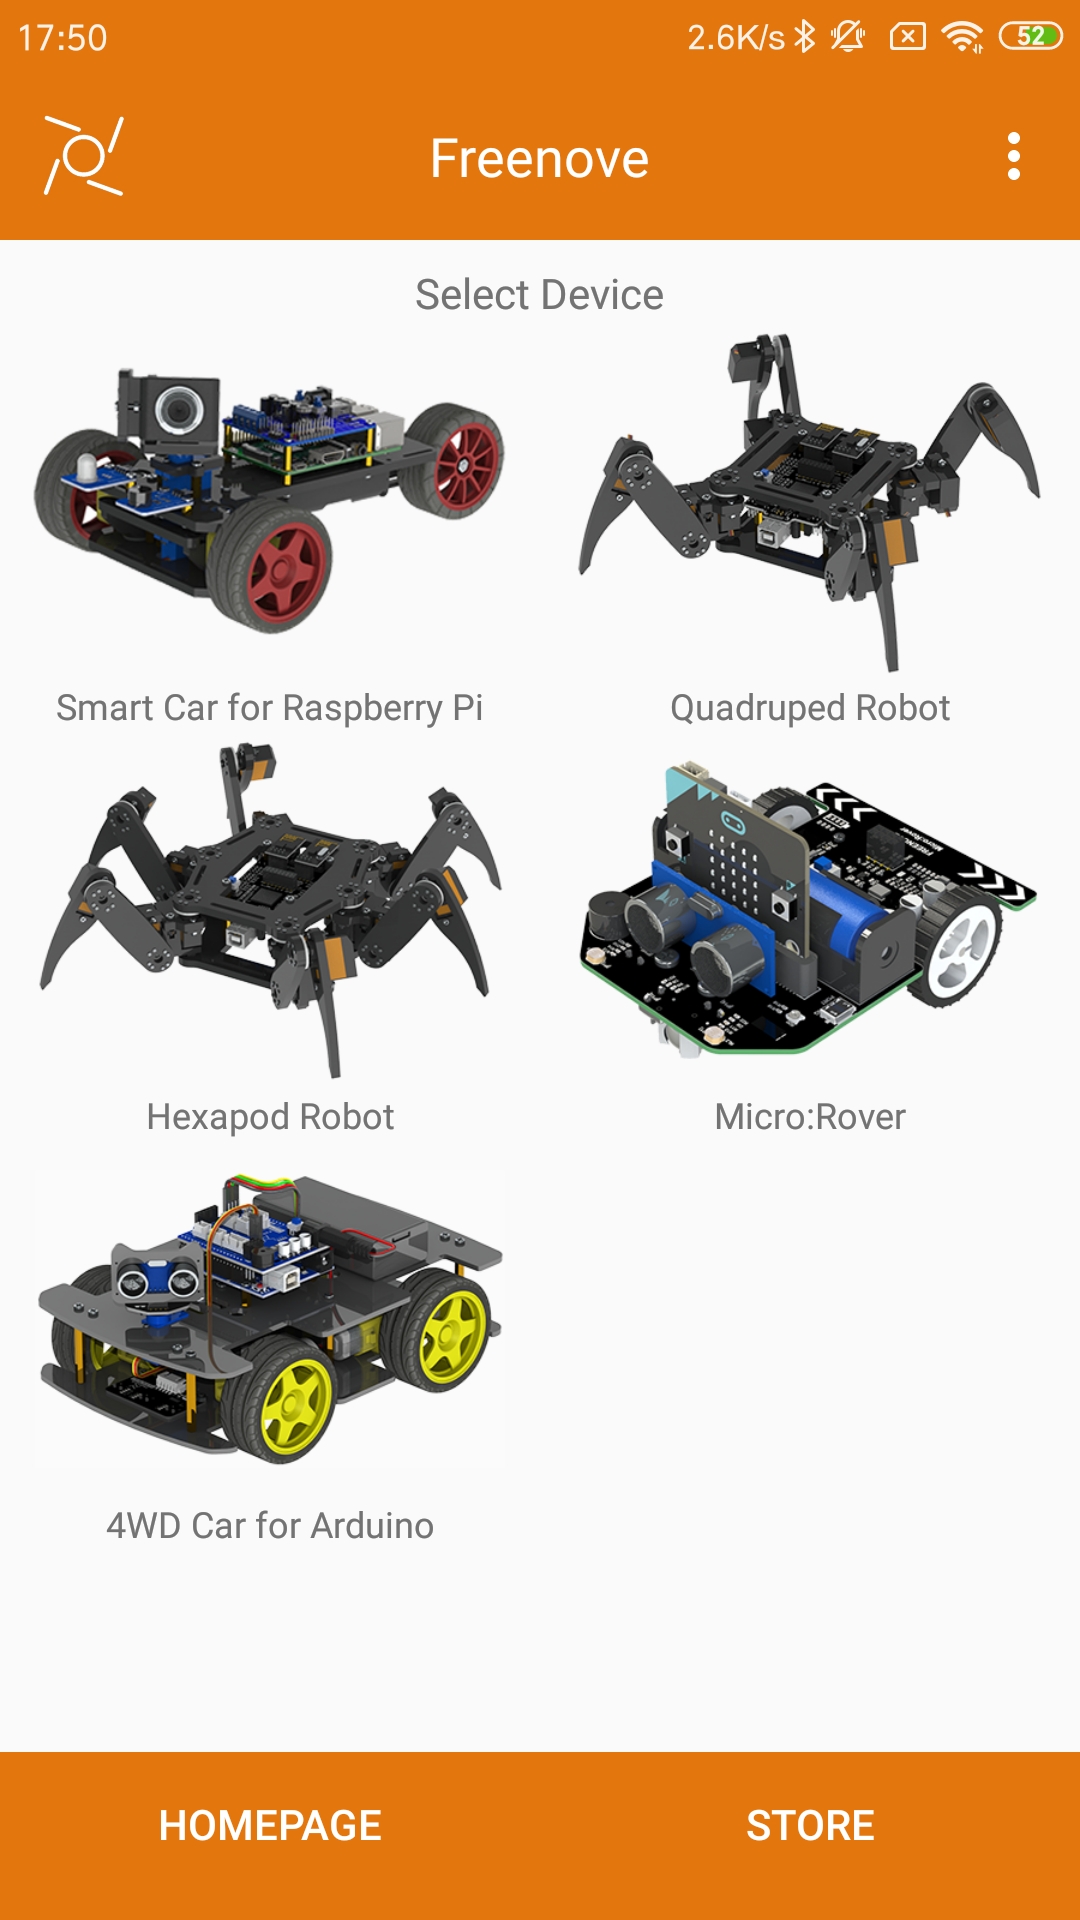 17:50
2.6K/s
52
Freenove
Select Device
Smart Car for Raspberry Pi
Quadruped Robot
Hexapod Robot
Micro:Rover
4WD Car for Arduino
HOMEPAGE
STORE